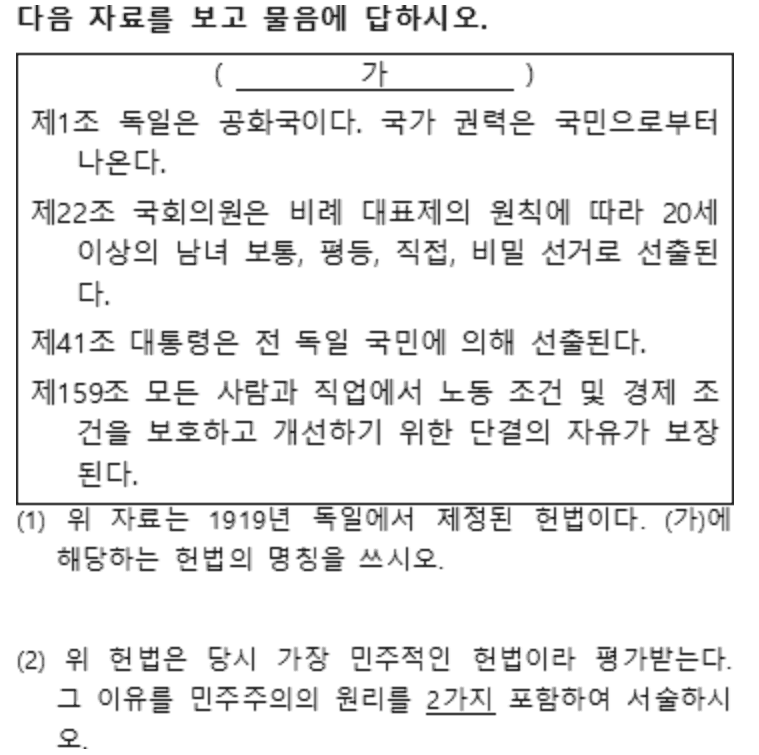 다음 자료를 보고 물음에 답하시오.
( 가 )
제1조 독일은 공화국이다. 국가 권력은 국민으로부터
나온다.
제22조 국회의원은 비례 대표제의 원칙에 따라 20세
이상의 남녀 보통, 평등, 직접, 비밀 선거로 선출된
다.
제41조 대통령은 전 독일 국민에 의해 선출된다.
제159조 모든 사람과 직업에서 노동 조건 및 경제 조
건을 보호하고 개선하기 위한 단결의 자유가 보장
된다.
(1) 위 자료는 1919년 독일에서 제정된 헌법이다. (가)에
해당하는 헌법의 명칭을 쓰시오.
(2) 위 헌법은 당시 가장 민주적인 헌법이라 평가받는다.
그 이유를 민주주의의 원리를 2가지 포함하여 서술하시
오.